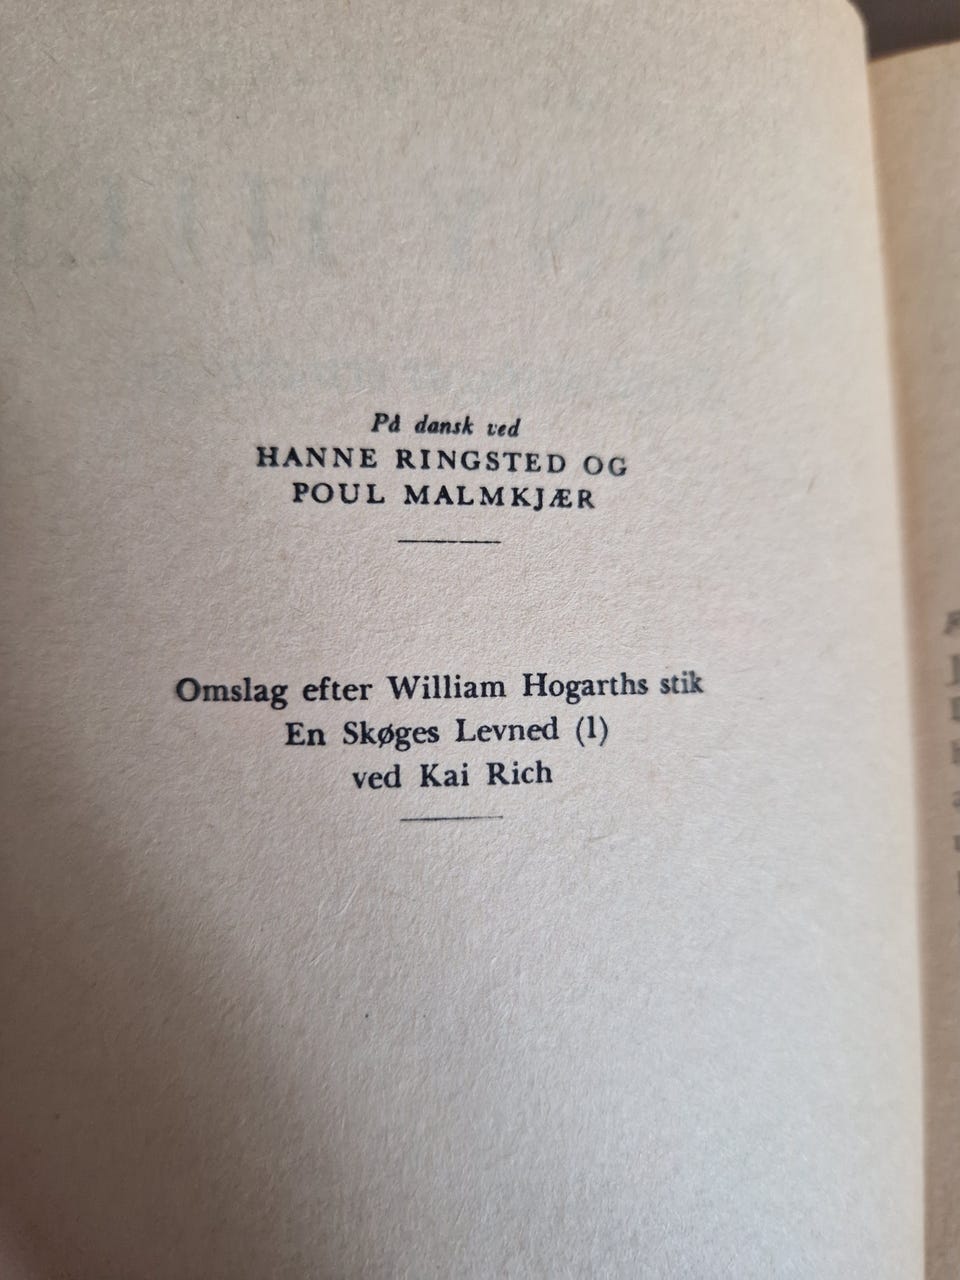 På dansk ved
HANNE RINGSTED OG
POUL MALMKJÆR
Omslag efter William Hogarths stik
En Skøges Levned (1)
ved Kai Rich